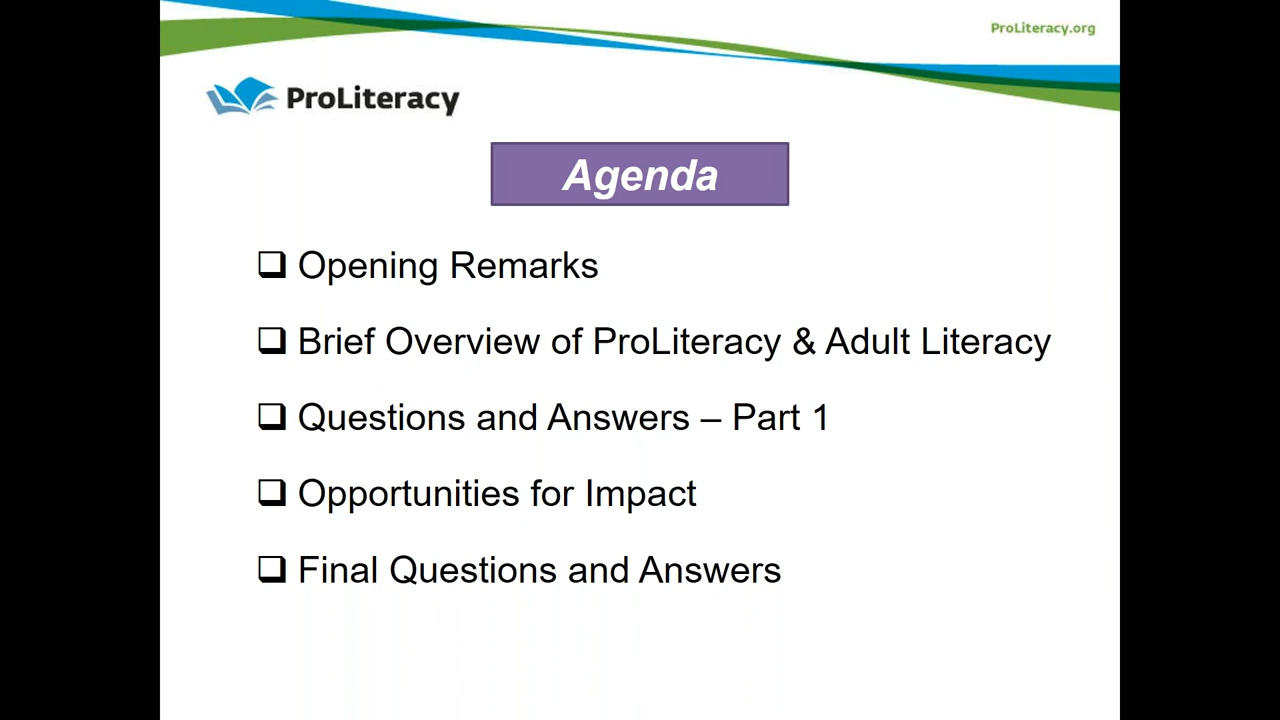 ProLiteracy.org
ProLiteracy
Agenda
Opening Remarks
Brief Overview of ProLiteracy & Adult Literacy
Questions and Answers – Part 1
Opportunities for Impact
Final Questions and Answers